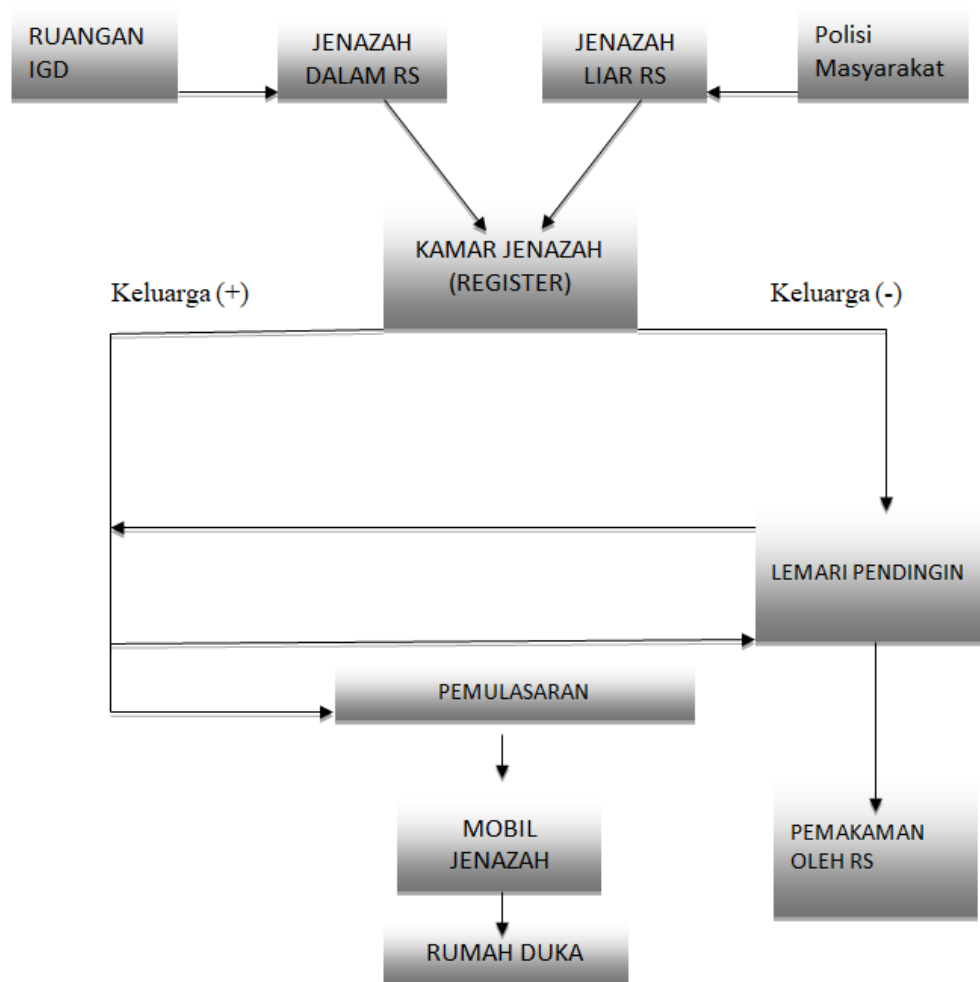 RUANGAN
IGD
JENAZAH
DALAM RS
JENAZAH
LIAR RS
Polisi
Masyarakat
KAMAR JENAZAH
(REGISTER)
Keluarga (+)
Keluarga (-)
LEMARI PENDINGIN
PEMULASARAN
MOBIL
JENAZAH
PEMAKAMAN
OLEH RS
RUMAH DUKA